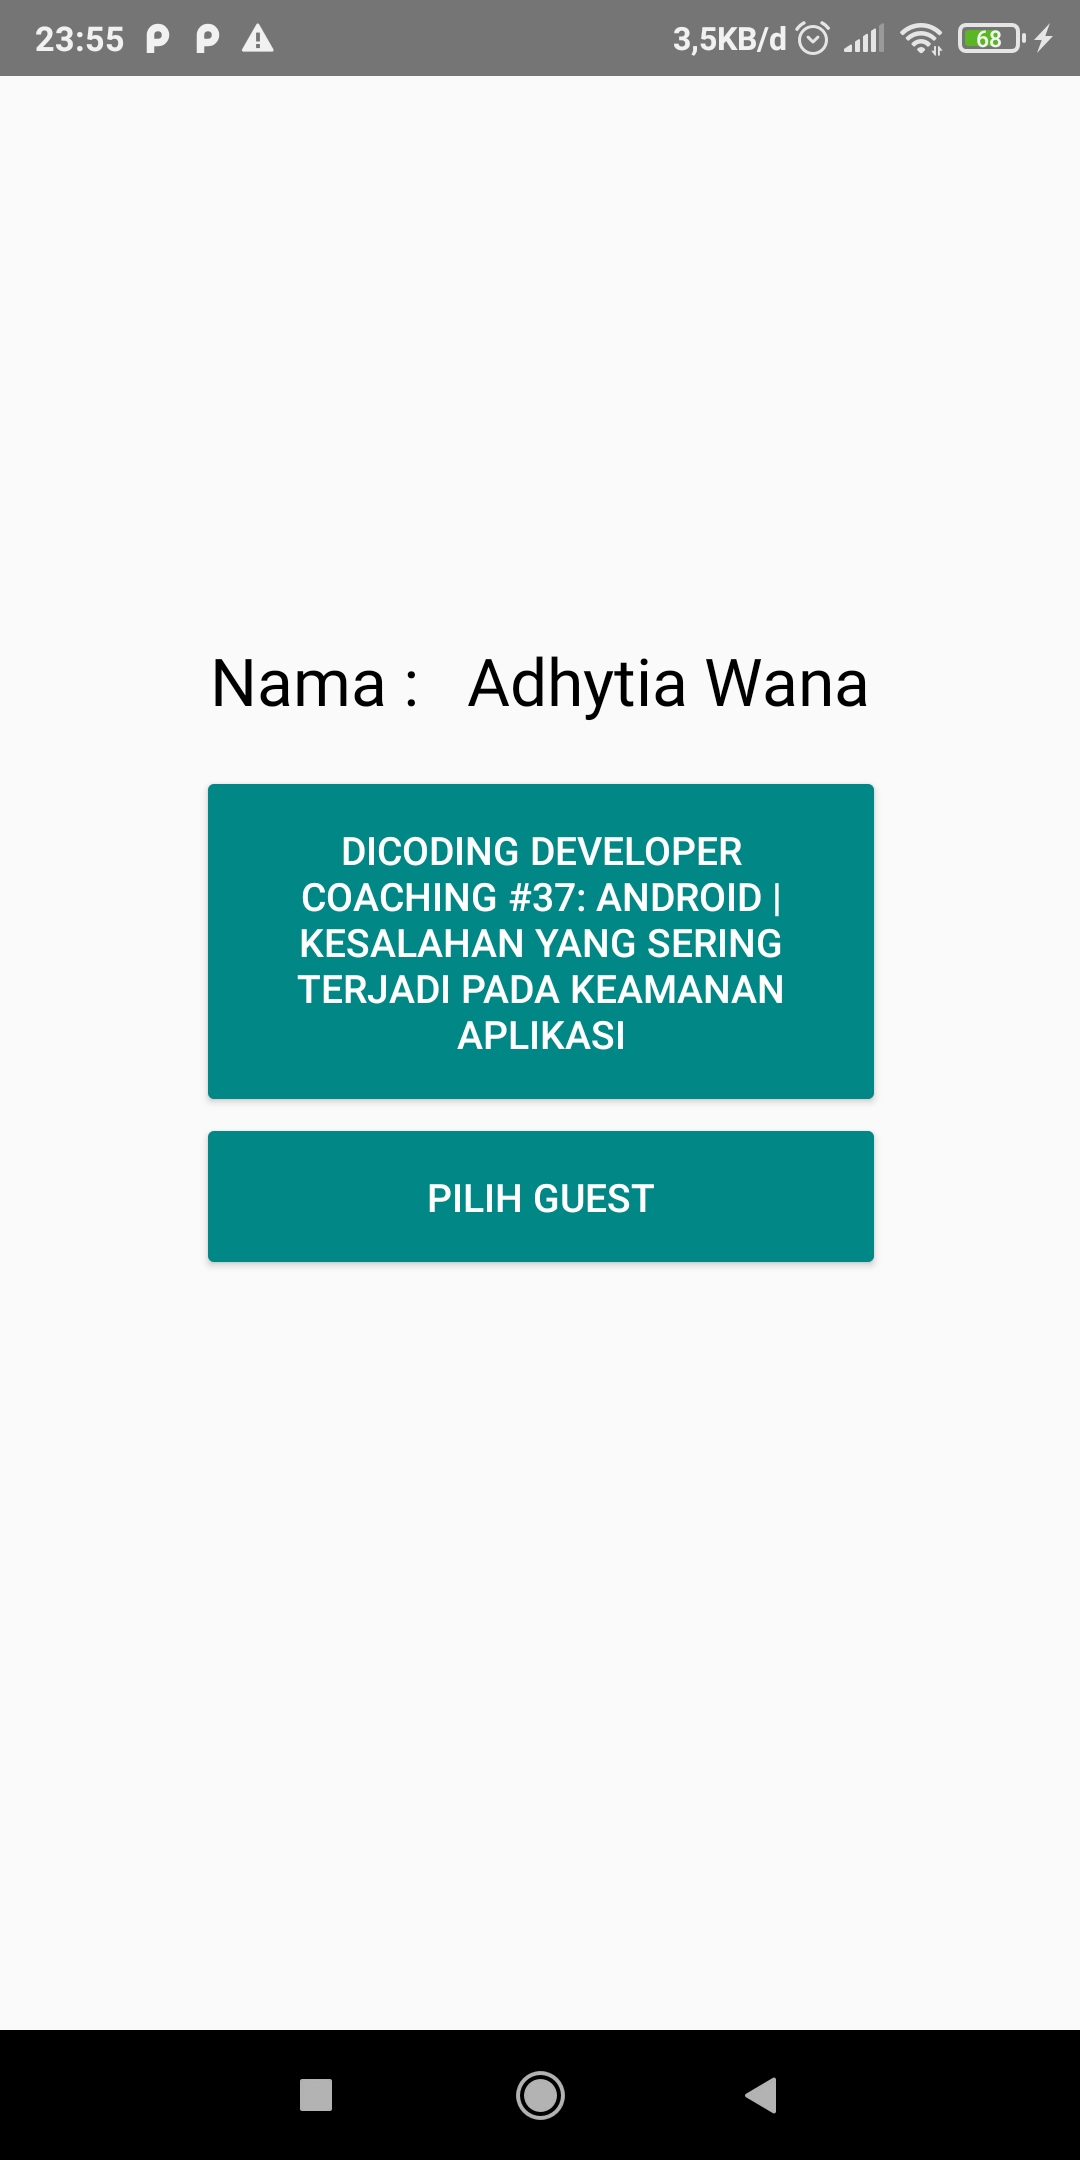 23:55
3,5KB/d
68
Nama : Adhytia Wana
DICODING DEVELOPER
COACHING #37: ANDROID |
KESALAHAN YANG SERING
TERJADI PADA KEAMANAN
APLIKASI
PILIH GUEST